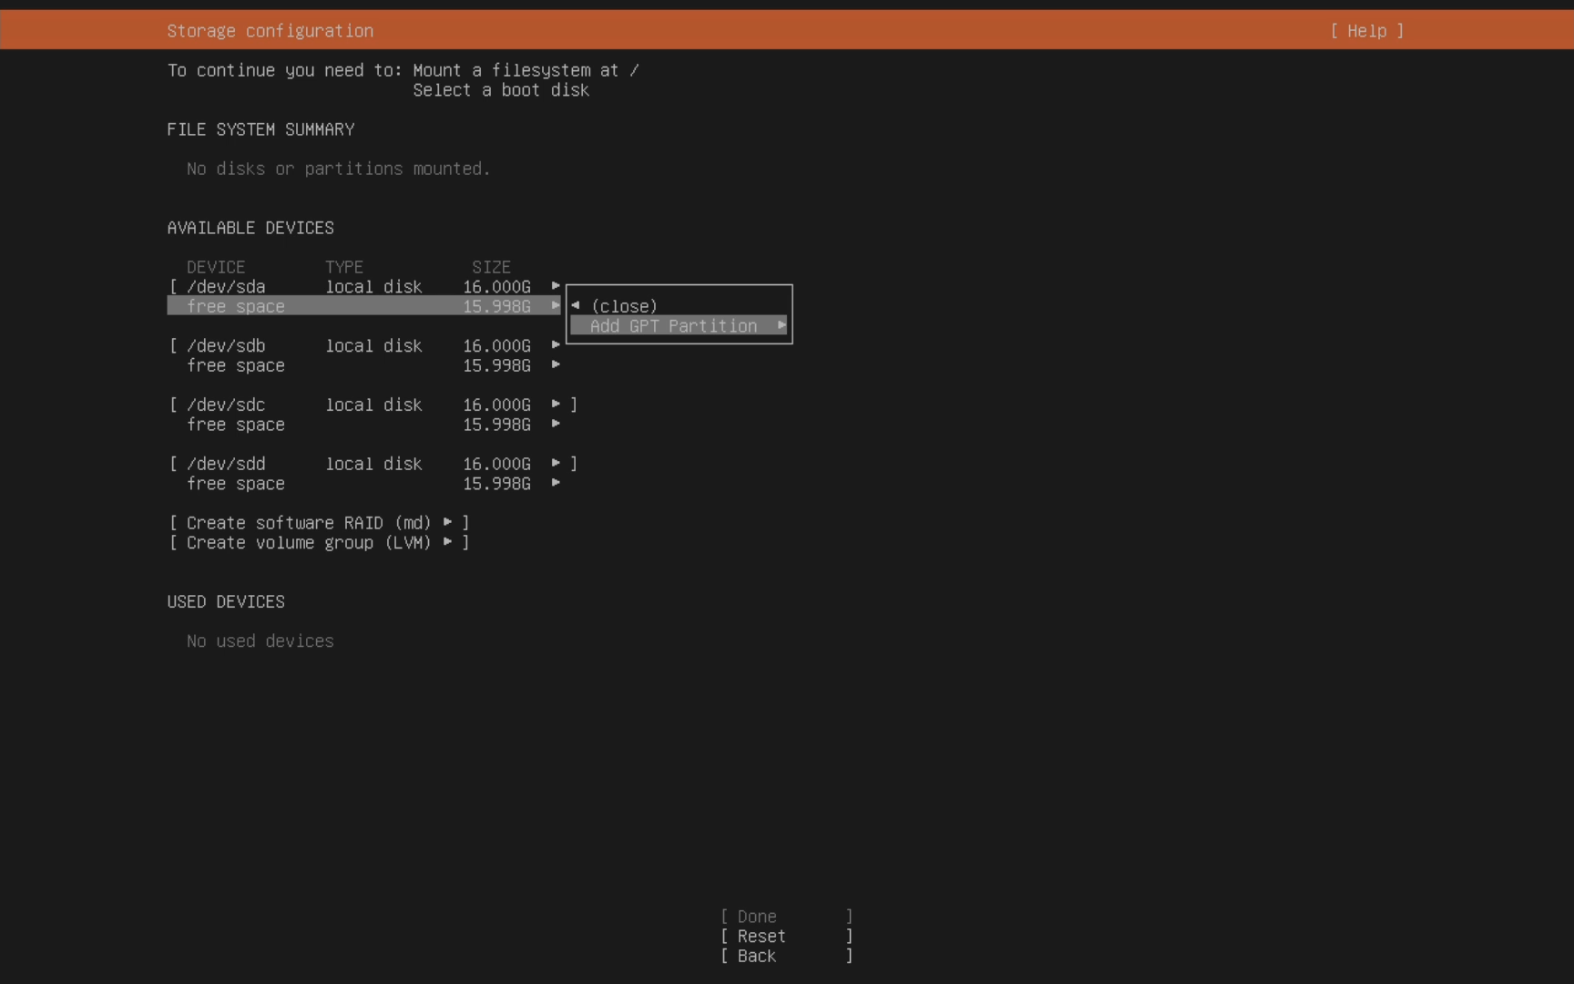 Storage configuration [ Help ]
To continue you need to: Mount a filesystem at /
Select a boot disk
FILE SYSTEM SUMMARY
No disks or partitions mounted.
AVAILABLE DEVICES
DEVICE TYPE SIZE
[ /dev/sda local disk 16.000G ▸
free space 15.998G ▸ ◂ (close)
Add GPT Partition ▸
[ /dev/sdb local disk 16.000G ▸
free space 15.998G ▸
[ /dev/sdc local disk 16.000G ▸ ]
free space 15.998G ▸
[ /dev/sdd local disk 16.000G ▸ ]
free space 15.998G ▸
[ Create software RAID (md) ▸ ]
[ Create volume group (LVM) ▸ ]
USED DEVICES
No used devices
[ Done ]
[ Reset ]
[ Back ]